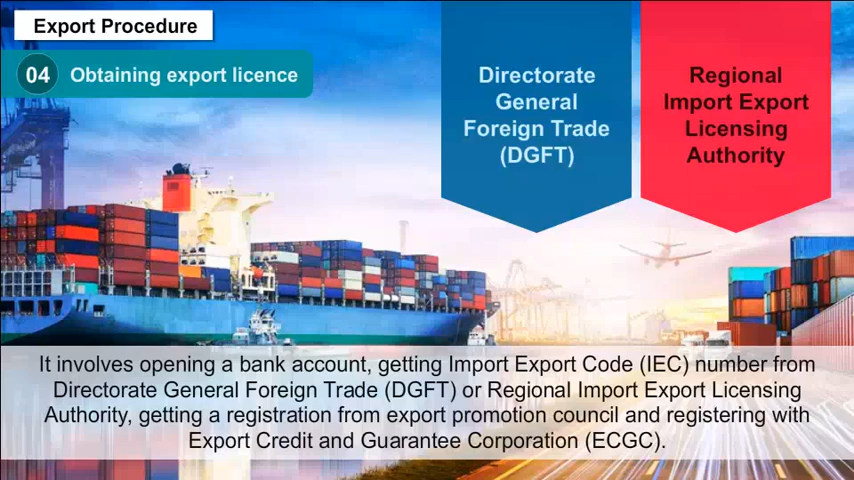 Export Procedure
04 Obtaining export licence
Directorate
General
Foreign Trade
(DGFT)
Regional
Import Export
Licensing
Authority
It involves opening a bank account, getting Import Export Code (IEC) number from
Directorate General Foreign Trade (DGFT) or Regional Import Export Licensing
Authority, getting a registration from export promotion council and registering with
Export Credit and Guarantee Corporation (ECGC).